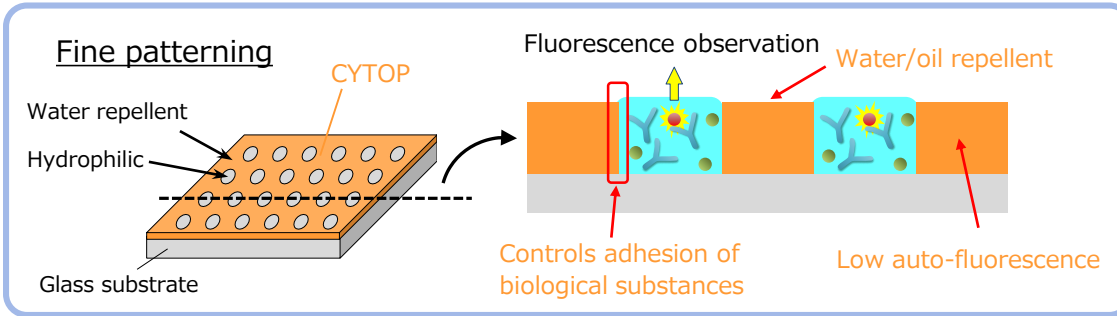 Fine patterning
CYTOP
Water repellent
Hydrophilic
Glass substrate
Fluorescence observation
Water/oil repellent
Controls adhesion of
biological substances
Low auto-fluorescence